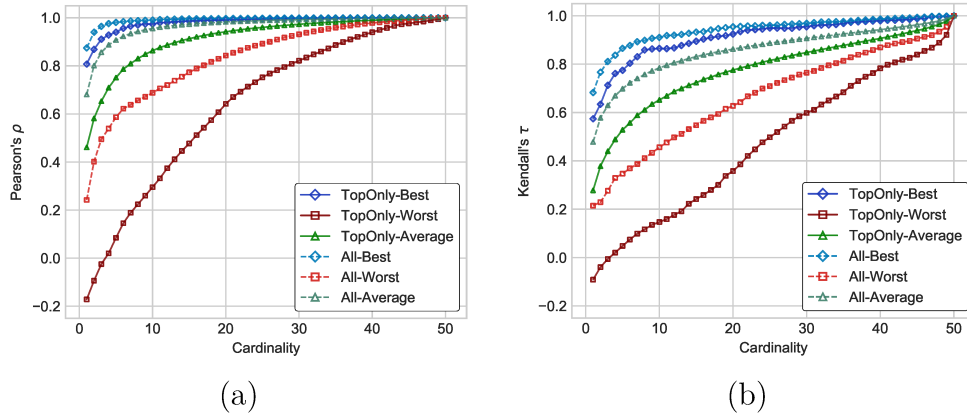 1.0
0.8
0.6
0.4
0.2
0.0
−0.2
Pearson's ρ
0 10 20 30 40 50
Cardinality
TopOnly-Best
TopOnly-Worst
TopOnly-Average
All-Best
All-Worst
All-Average
(a)
1.0
0.8
0.6
0.4
0.2
0.0
−0.2
Kendall's τ
0 10 20 30 40 50
Cardinality
TopOnly-Best
TopOnly-Worst
TopOnly-Average
All-Best
All-Worst
All-Average
(b)